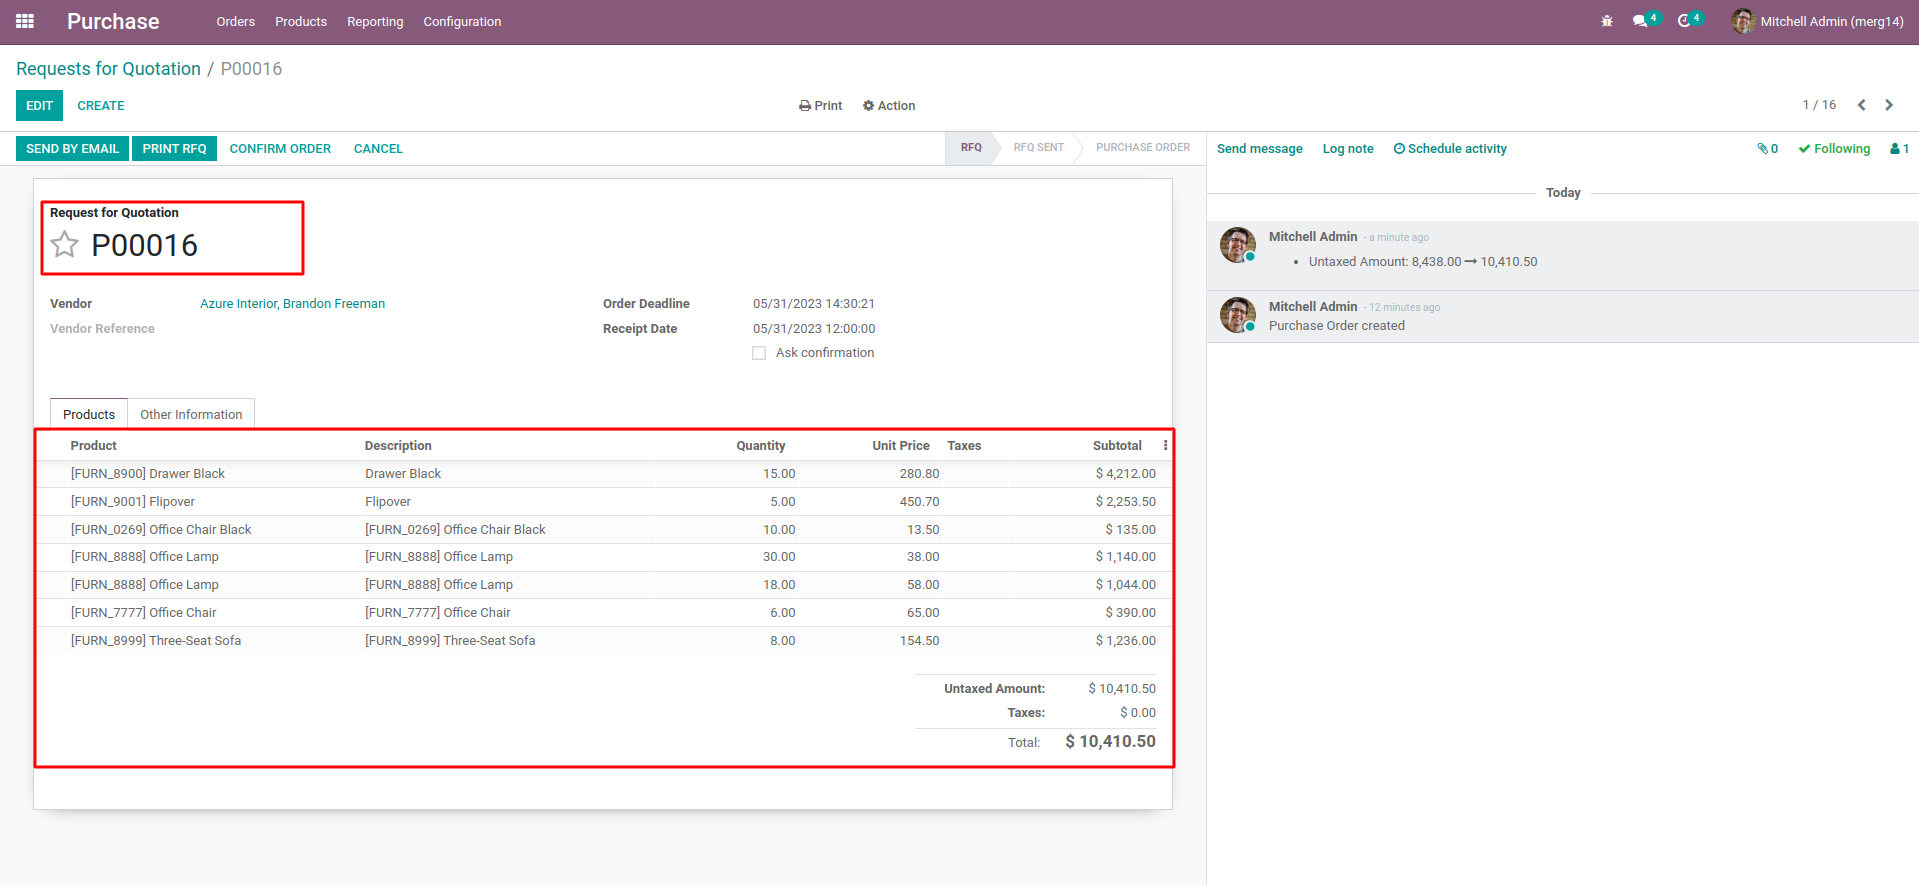 Purchase Orders Products Reporting Configuration 4 4 Mitchell Admin (merg14)
Requests for Quotation / P00016
EDIT CREATE Print Action 1 / 16
SEND BY EMAIL PRINT RFQ CONFIRM ORDER CANCEL RFQ RFQ SENT PURCHASE ORDER
Request for Quotation
P00016
Vendor Azure Interior, Brandon Freeman Order Deadline 05/31/2023 14:30:21
Vendor Reference Receipt Date 05/31/2023 12:00:00
Ask confirmation
Products Other Information
Product Description Quantity Unit Price Taxes Subtotal
[FURN_8900] Drawer Black Drawer Black 15.00 280.80 $ 4,212.00
[FURN_9001] Flipover Flipover 5.00 450.70 $ 2,253.50
[FURN_0269] Office Chair Black [FURN_0269] Office Chair Black 10.00 13.50 $ 135.00
[FURN_8888] Office Lamp [FURN_8888] Office Lamp 30.00 38.00 $ 1,140.00
[FURN_8888] Office Lamp [FURN_8888] Office Lamp 18.00 58.00 $ 1,044.00
[FURN_7777] Office Chair [FURN_7777] Office Chair 6.00 65.00 $ 390.00
[FURN_8999] Three-Seat Sofa [FURN_8999] Three-Seat Sofa 8.00 154.50 $ 1,236.00
Untaxed Amount: $ 10,410.50
Taxes: $ 0.00
Total: $ 10,410.50
Send message Log note Schedule activity 0 Following 1
Today
Mitchell Admin - a minute ago
• Untaxed Amount: 8,438.00 → 10,410.50
Mitchell Admin - 12 minutes ago
Purchase Order created